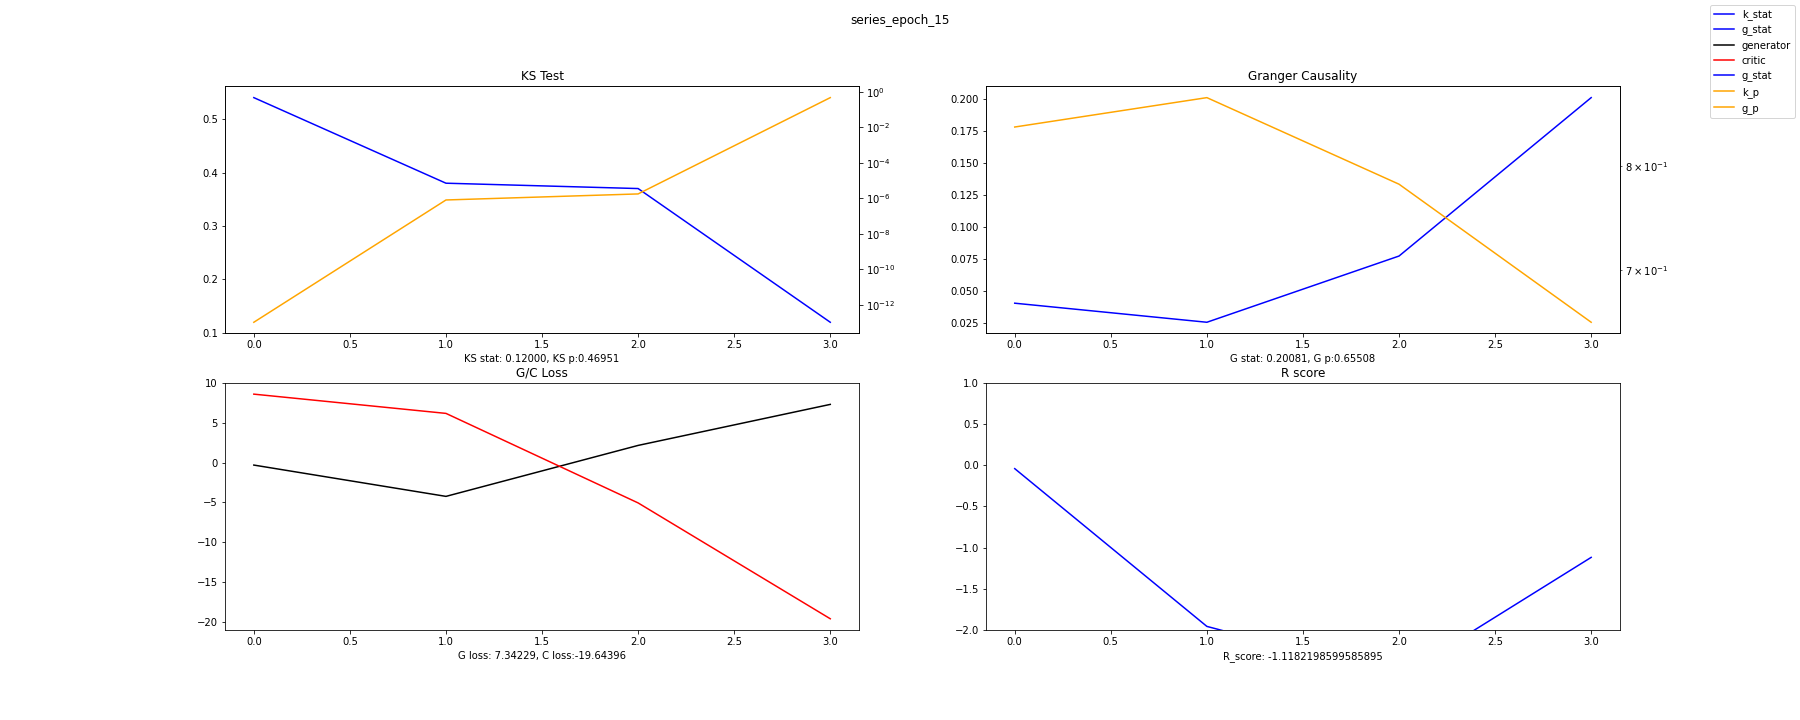 series_epoch_15
k_stat
g_stat
generator
critic
g_stat
k_p
g_p
KS Test
0.5
0.4
0.3
0.2
0.1
10⁰
10⁻²
10⁻⁴
10⁻⁶
10⁻⁸
10⁻¹⁰
10⁻¹²
0.0 0.5 1.0 1.5 2.0 2.5 3.0
KS stat: 0.12000, KS p:0.46951
Granger Causality
0.200
0.175
0.150
0.125
0.100
0.075
0.050
0.025
8 × 10⁻¹
7 × 10⁻¹
0.0 0.5 1.0 1.5 2.0 2.5 3.0
G stat: 0.20081, G p:0.65508
G/C Loss
10
5
0
−5
−10
−15
−20
0.0 0.5 1.0 1.5 2.0 2.5 3.0
G loss: 7.34229, C loss:-19.64396
R score
1.0
0.5
0.0
−0.5
−1.0
−1.5
−2.0
0.0 0.5 1.0 1.5 2.0 2.5 3.0
R_score: -1.1182198599585895